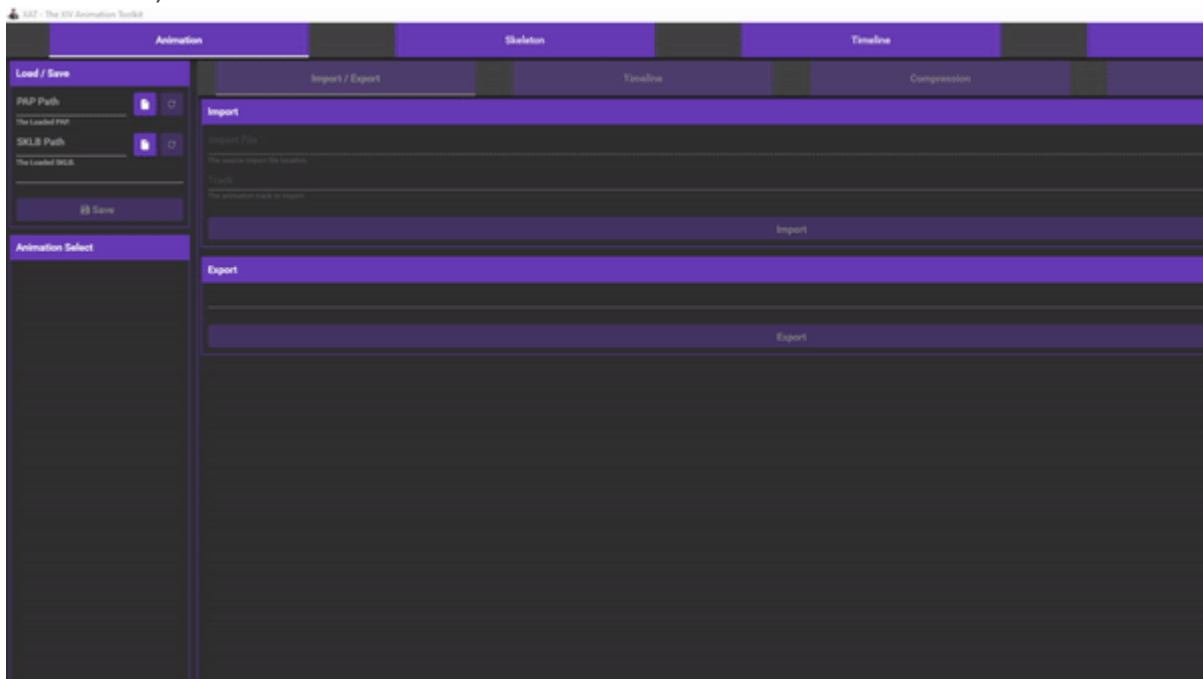 XAT - The XIV Animation Toolkit
Animation
Skeleton
Timeline
Load / Save
PAP Path
The Loaded PAP.
SKLB Path
The Loaded SKLB.
Save
Animation Select
Import / Export
Timeline
Compression
Import
Import File
The source import file location.
Track
The animation track to import.
Import
Export
Export